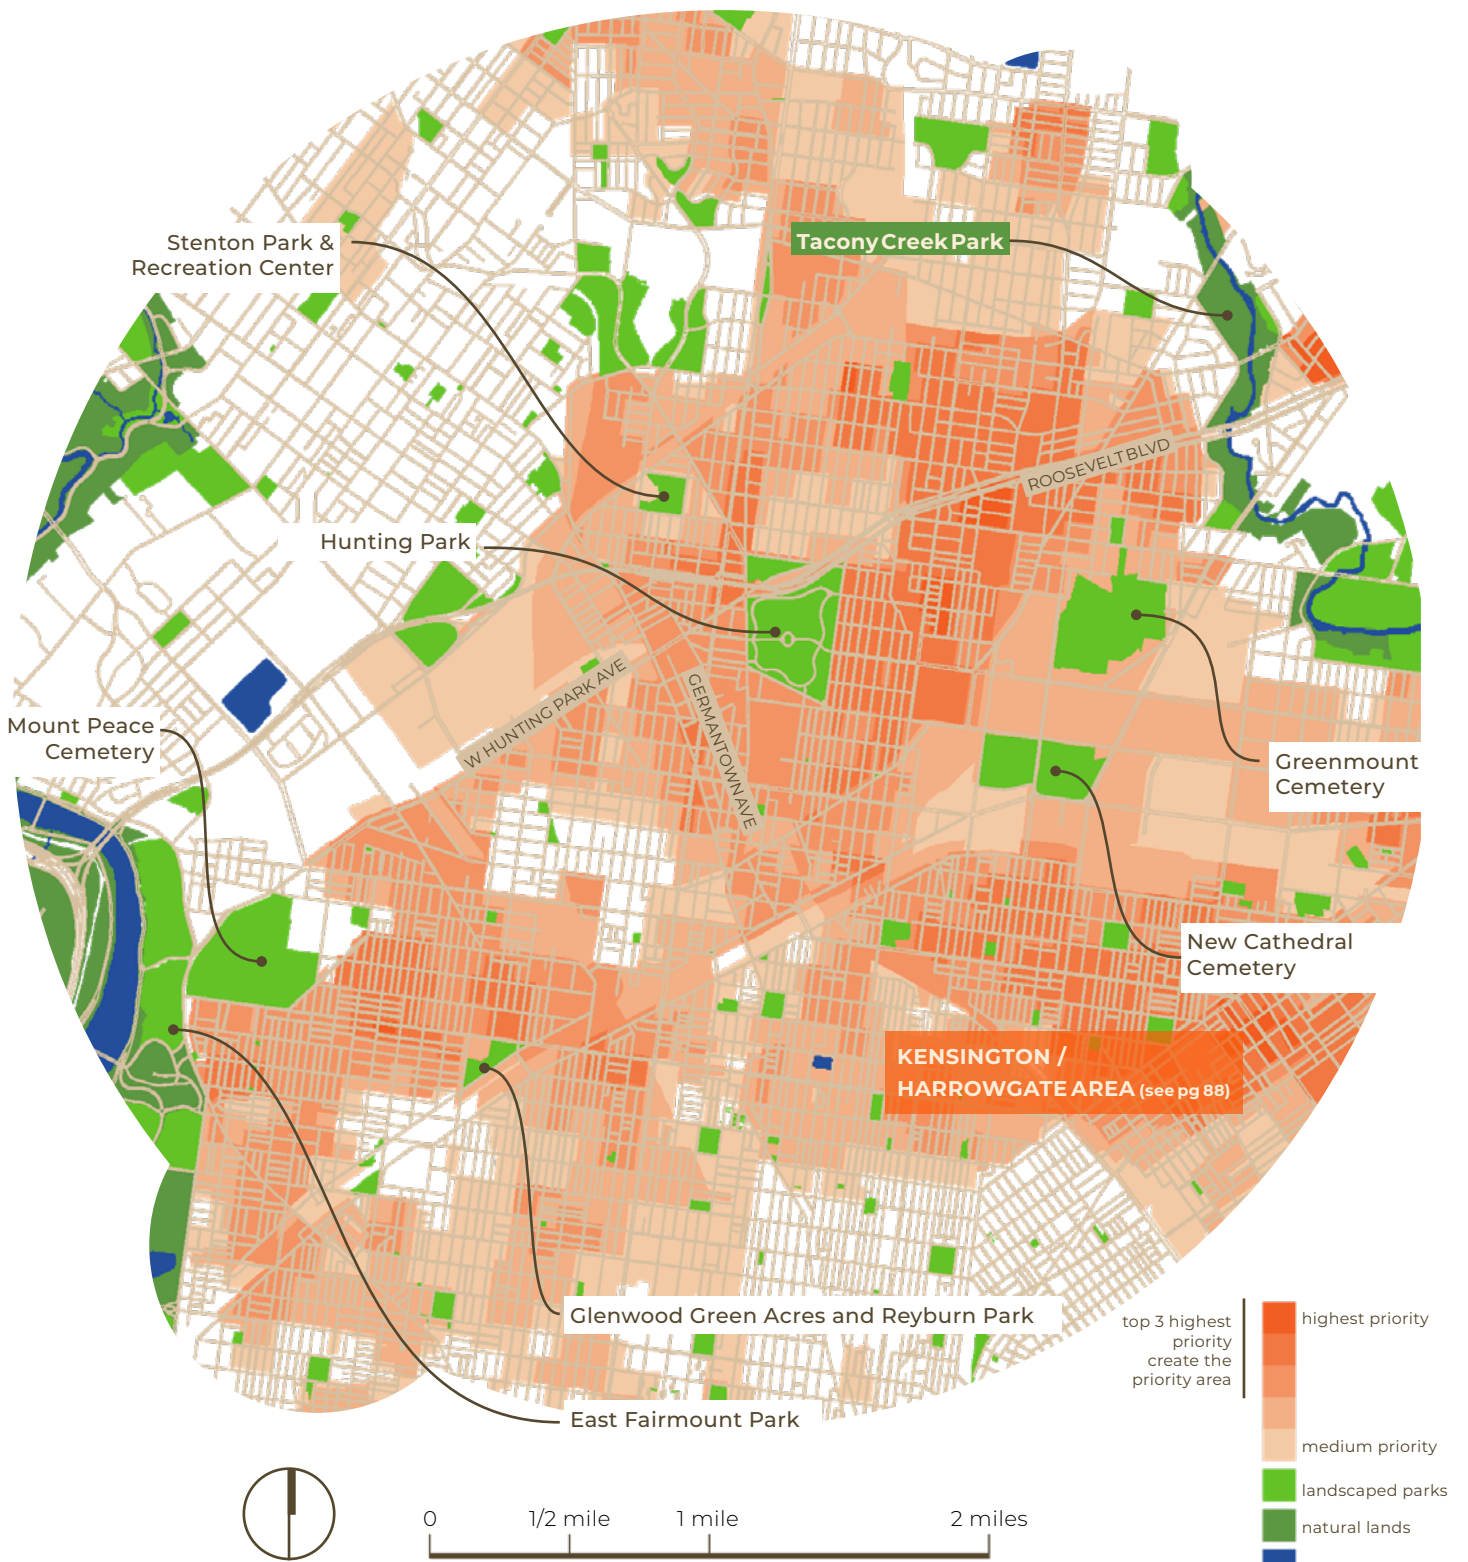 Stenton Park &
Recreation Center
Tacony Creek Park
ROOSEVELT BLVD
Hunting Park
W HUNTING PARK AVE
GERMANTOWN AVE
Mount Peace
Cemetery
Greenmount
Cemetery
New Cathedral
Cemetery
KENSINGTON /
HARROWGATE AREA (see pg 88)
Glenwood Green Acres and Reyburn Park
East Fairmount Park
top 3 highest
priority
create the
priority area
highest priority
medium priority
landscaped parks
natural lands
0 1/2 mile 1 mile 2 miles